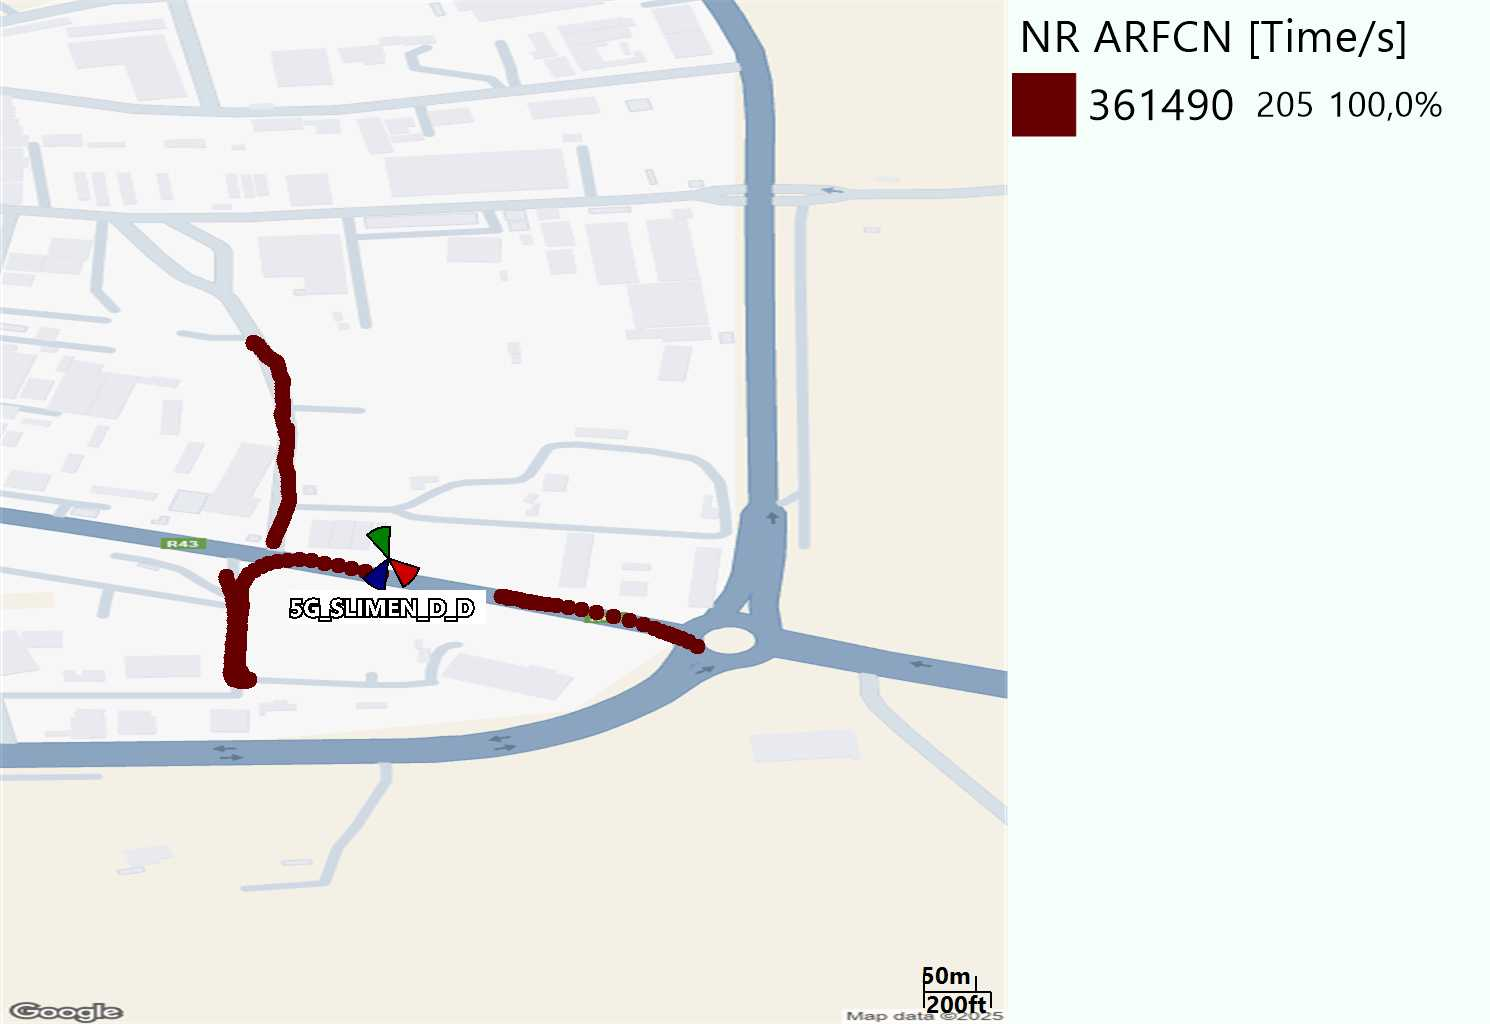 NR ARFCN [Time/s]
361490 205 100,0%
R43
5G_SLIMEN_D_D
50m
200ft
Google
Map data ©2025